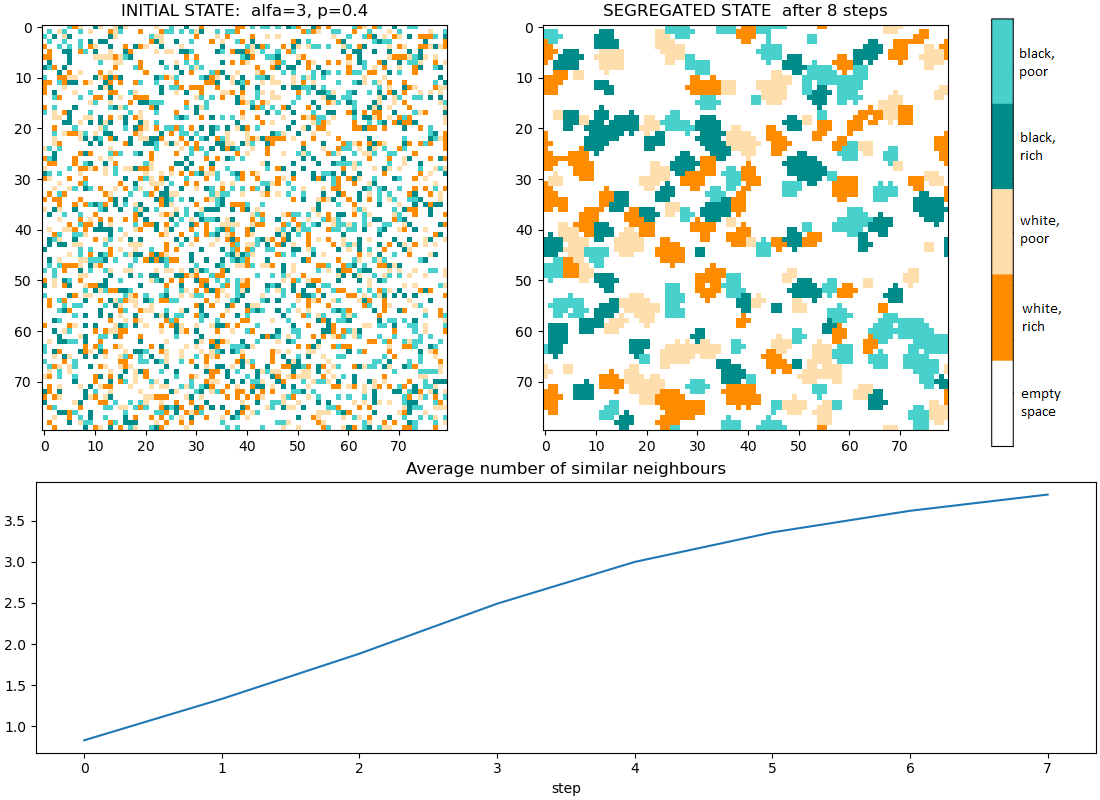 INITIAL STATE:  alfa=3, p=0.4
0
10
20
30
40
50
60
70
0 10 20 30 40 50 60 70
SEGREGATED STATE  after 8 steps
0
10
20
30
40
50
60
70
0 10 20 30 40 50 60 70
black,
poor
black,
rich
white,
poor
white,
rich
empty
space
Average number of similar neighbours
3.5
3.0
2.5
2.0
1.5
1.0
0 1 2 3 4 5 6 7
step